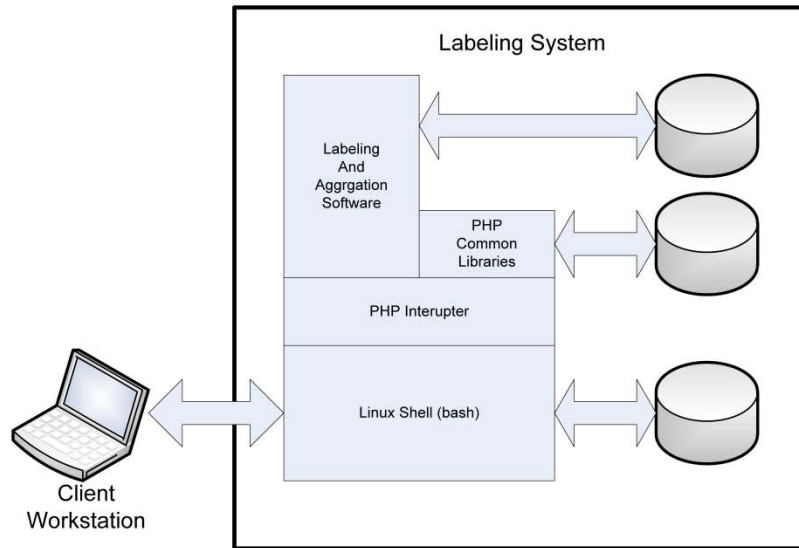 Labeling System
Labeling
And
Aggrgation
Software
PHP
Common
Libraries
PHP Interupter
Linux Shell (bash)
Client
Workstation